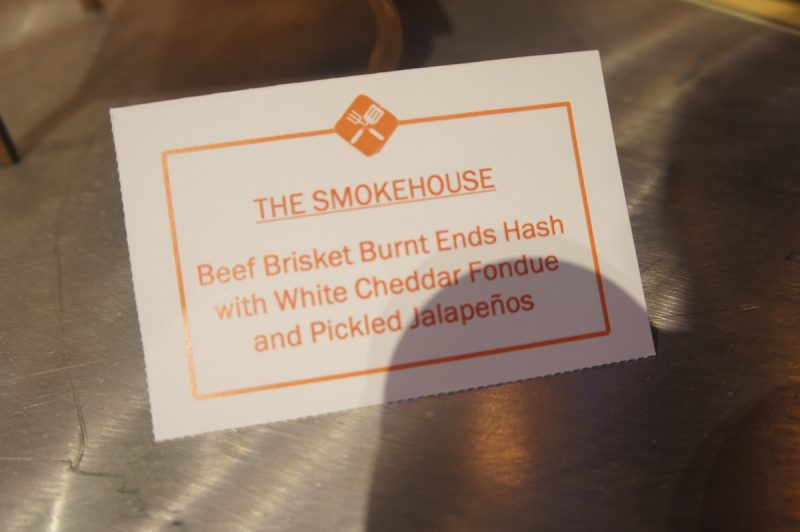 THE SMOKEHOUSE
Beef Brisket Burnt Ends Hash
with White Cheddar Fondue
and Pickled Jalapeños